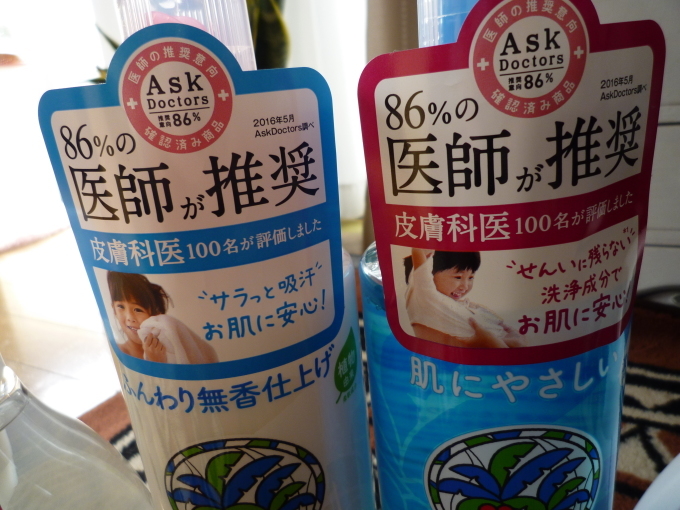 医師の推奨意向
Ask
Doctors
推奨意向86%
確認済み商品
2016年5月
AskDoctors調べ
86%の
医師が推奨
皮膚科医100名が評価しました
サラっと吸汗
お肌に安心!
ふんわり無香仕上げ
医師の推奨意向
Ask
Doctors
推奨意向86%
確認済み商品
2016年5月
AskDoctors調べ
86%の
医師が推奨
皮膚科医100名が評価しました
せんいに残らない
洗浄成分で
お肌に安心!
肌にやさしい